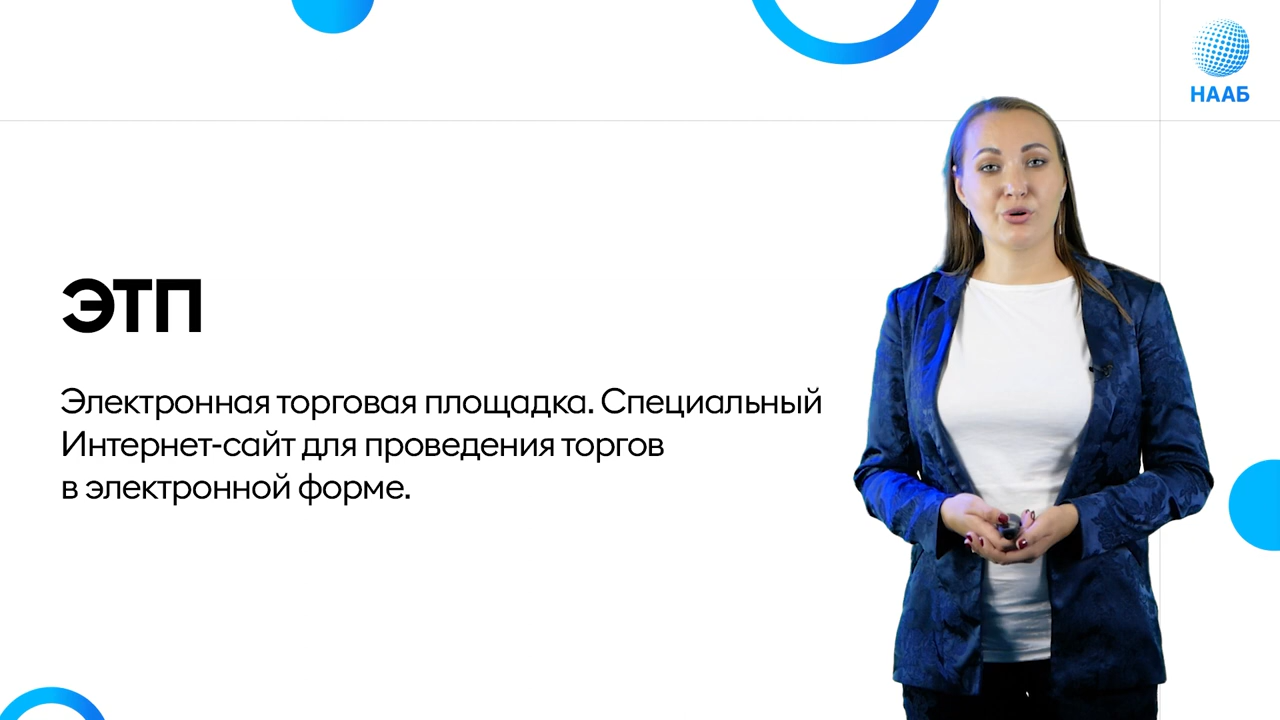 НААБ
ЭТП
Электронная торговая площадка. Специальный
Интернет-сайт для проведения торгов
в электронной форме.